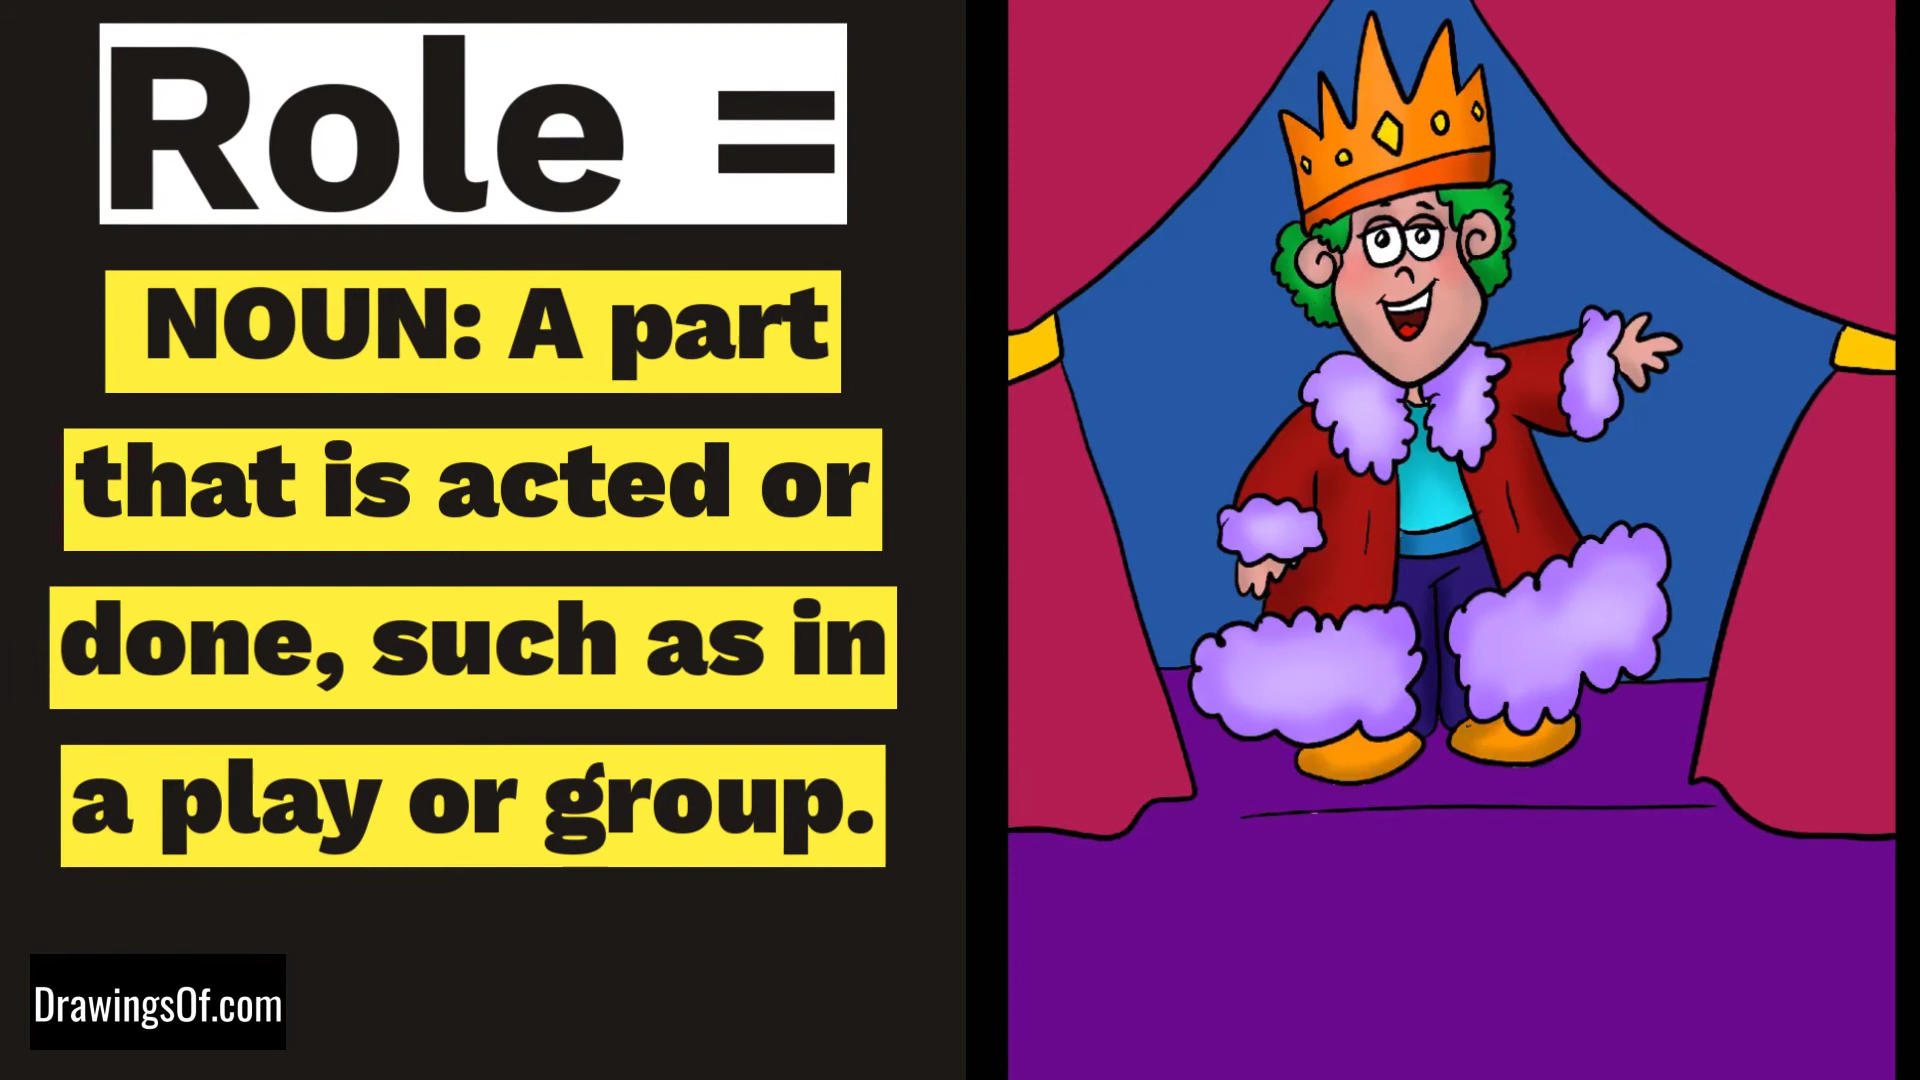 Role =
NOUN: A part
that is acted or
done, such as in
a play or group.
DrawingsOf.com